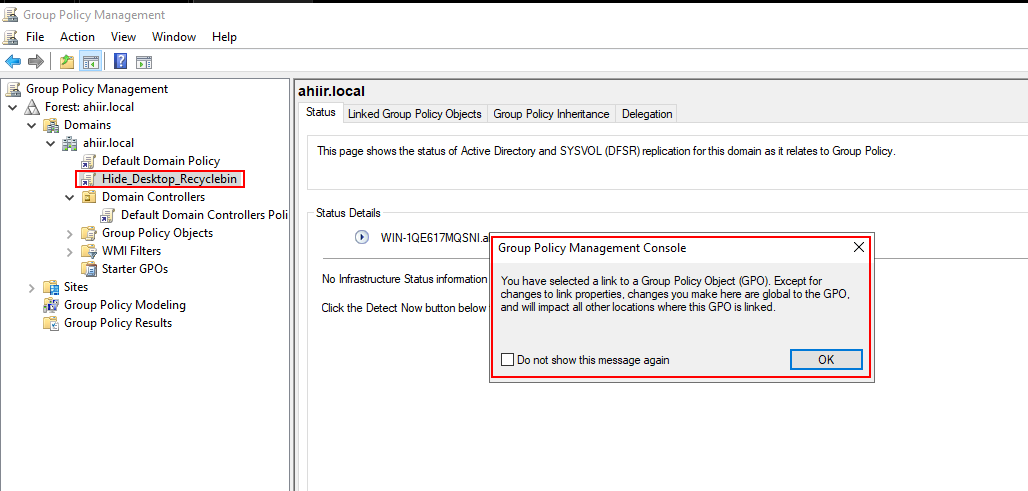 Group Policy Management
File Action View Window Help
Group Policy Management
Forest: ahiir.local
Domains
ahiir.local
Default Domain Policy
Hide_Desktop_Recyclebin
Domain Controllers
Default Domain Controllers Poli
Group Policy Objects
WMI Filters
Starter GPOs
Sites
Group Policy Modeling
Group Policy Results
ahiir.local
Status Linked Group Policy Objects Group Policy Inheritance Delegation
This page shows the status of Active Directory and SYSVOL (DFSR) replication for this domain as it relates to Group Policy.
Status Details
WIN-1QE617MQSNI.a
No Infrastructure Status information
Click the Detect Now button below
Group Policy Management Console
You have selected a link to a Group Policy Object (GPO). Except for
changes to link properties, changes you make here are global to the GPO,
and will impact all other locations where this GPO is linked.
Do not show this message again
OK